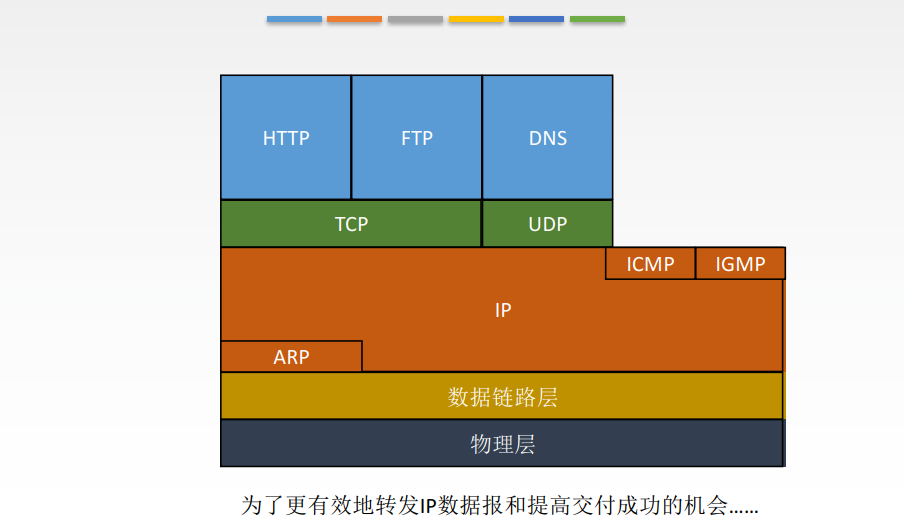 HTTP
FTP
DNS
TCP
UDP
ICMP
IGMP
IP
ARP
数据链路层
物理层
为了更有效地转发IP数据报和提高交付成功的机会……